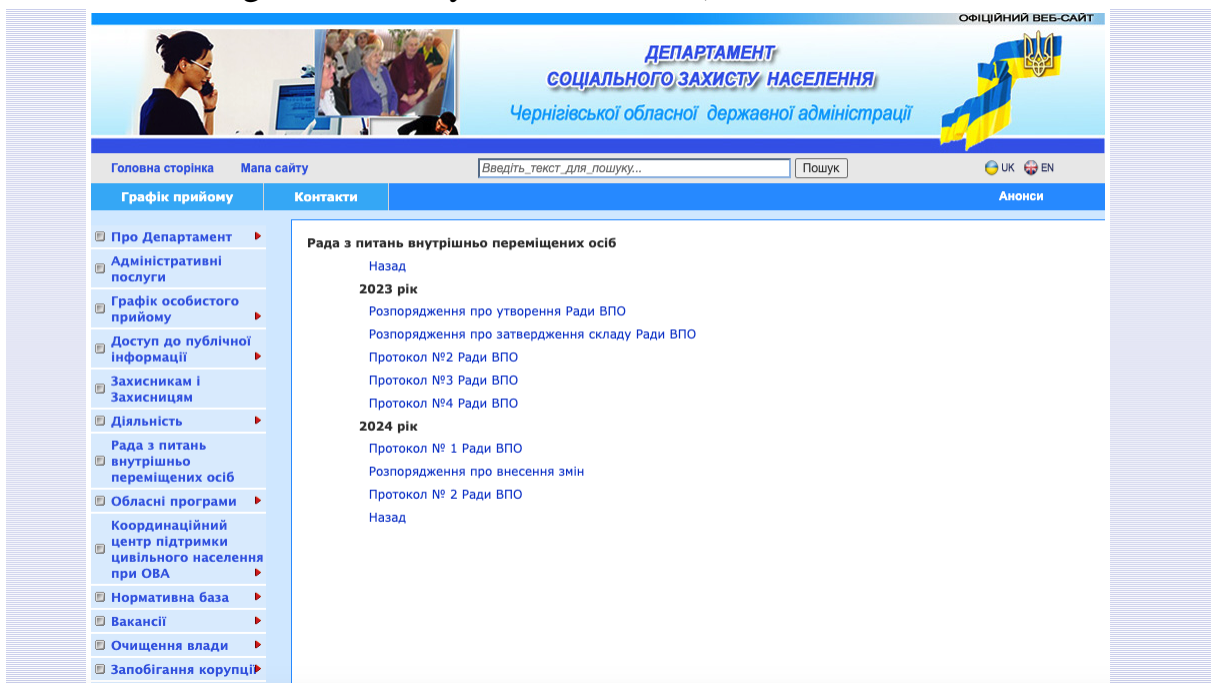 ОФІЦІЙНИЙ ВЕБ-САЙТ
ДЕПАРТАМЕНТ
СОЦІАЛЬНОГО ЗАХИСТУ НАСЕЛЕННЯ
Чернігівської обласної державної адміністрації
Головна сторінка Мапа сайту Введіть_текст_для_пошуку... Пошук UK EN
Графік прийому Контакти Анонси
Про Департамент
Адміністративні
послуги
Графік особистого
прийому
Доступ до публічної
інформації
Захисникам і
Захисницям
Діяльність
Рада з питань
внутрішньо
переміщених осіб
Обласні програми
Координаційний
центр підтримки
цивільного населення
при ОВА
Нормативна база
Вакансії
Очищення влади
Запобігання корупції
Рада з питань внутрішньо переміщених осіб
Назад
2023 рік
Розпорядження про утворення Ради ВПО
Розпорядження про затвердження складу Ради ВПО
Протокол №2 Ради ВПО
Протокол №3 Ради ВПО
Протокол №4 Ради ВПО
2024 рік
Протокол № 1 Ради ВПО
Розпорядження про внесення змін
Протокол № 2 Ради ВПО
Назад